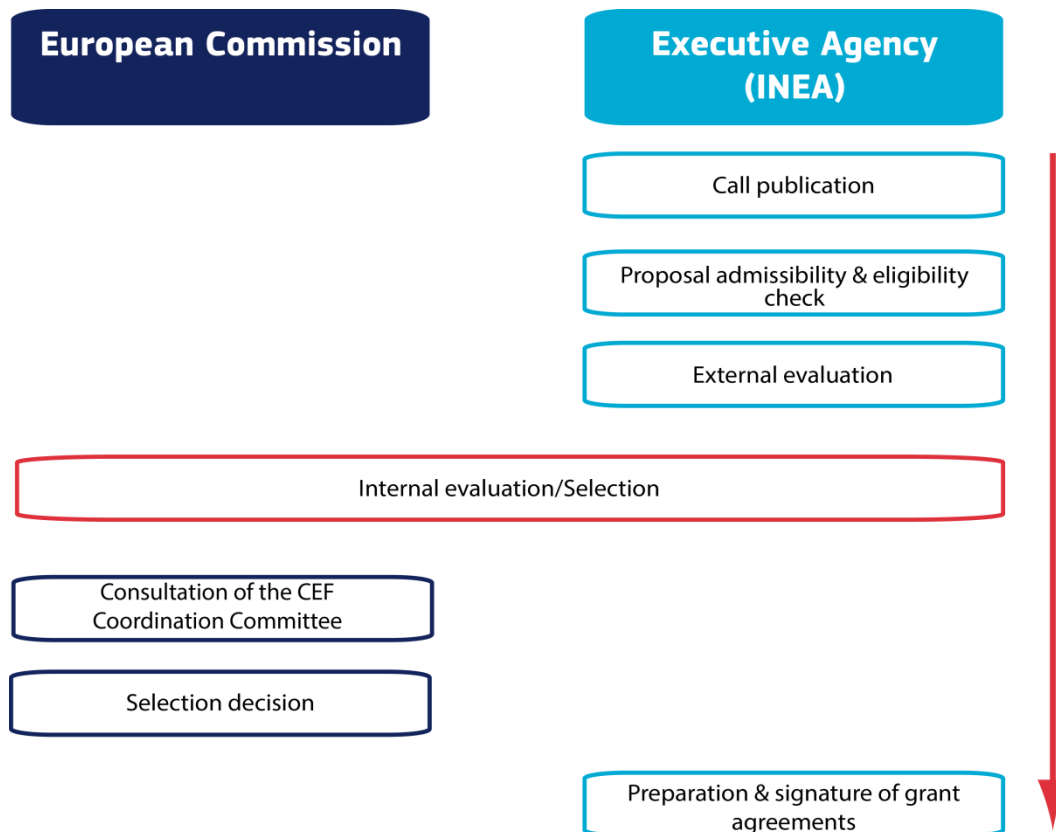 European Commission
Executive Agency
(INEA)
Call publication
Proposal admissibility & eligibility
check
External evaluation
Internal evaluation/Selection
Consultation of the CEF
Coordination Committee
Selection decision
Preparation & signature of grant
agreements